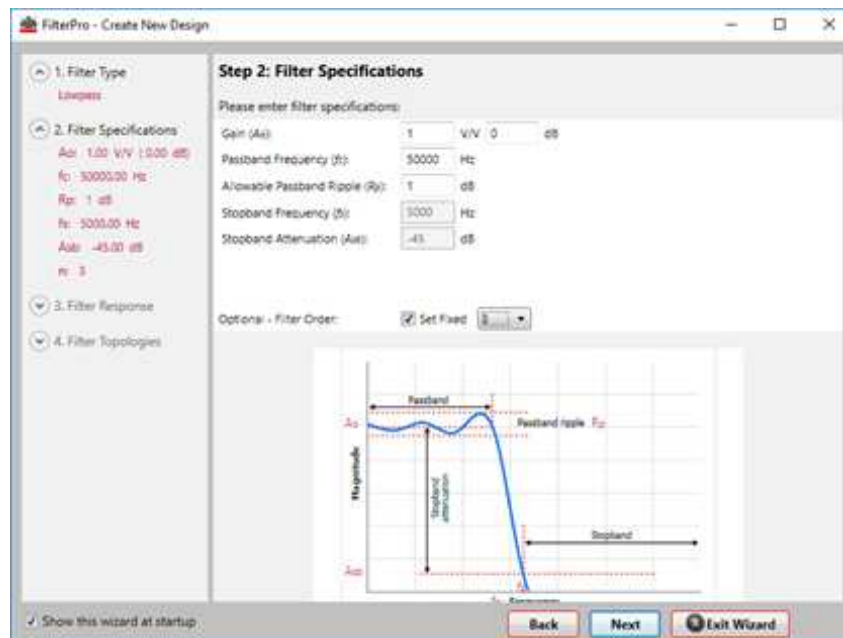 FilterPro - Create New Design
1. Filter Type
Lowpass
2. Filter Specifications
Ao: 1.00 V/V ( 0.00 dB)
fc: 50000.00 Hz
Rp: 1 dB
fs: 5000.00 Hz
Asb: -45.00 dB
n: 3
3. Filter Response
4. Filter Topologies
Step 2: Filter Specifications
Please enter filter specifications:
Gain (Ao): 1 V/V 0 dB
Passband Frequency (fc): 50000 Hz
Allowable Passband Ripple (Rp): 1 dB
Stopband Frequency (fs): 5000 Hz
Stopband Attenuation (Asb): -45 dB
Optional - Filter Order: Set Fixed 3
Passband
Ao
Passband ripple Rp
Magnitude
Stopband attenuation
Stopband
Asb
Show this wizard at startup
Back Next Exit Wizard